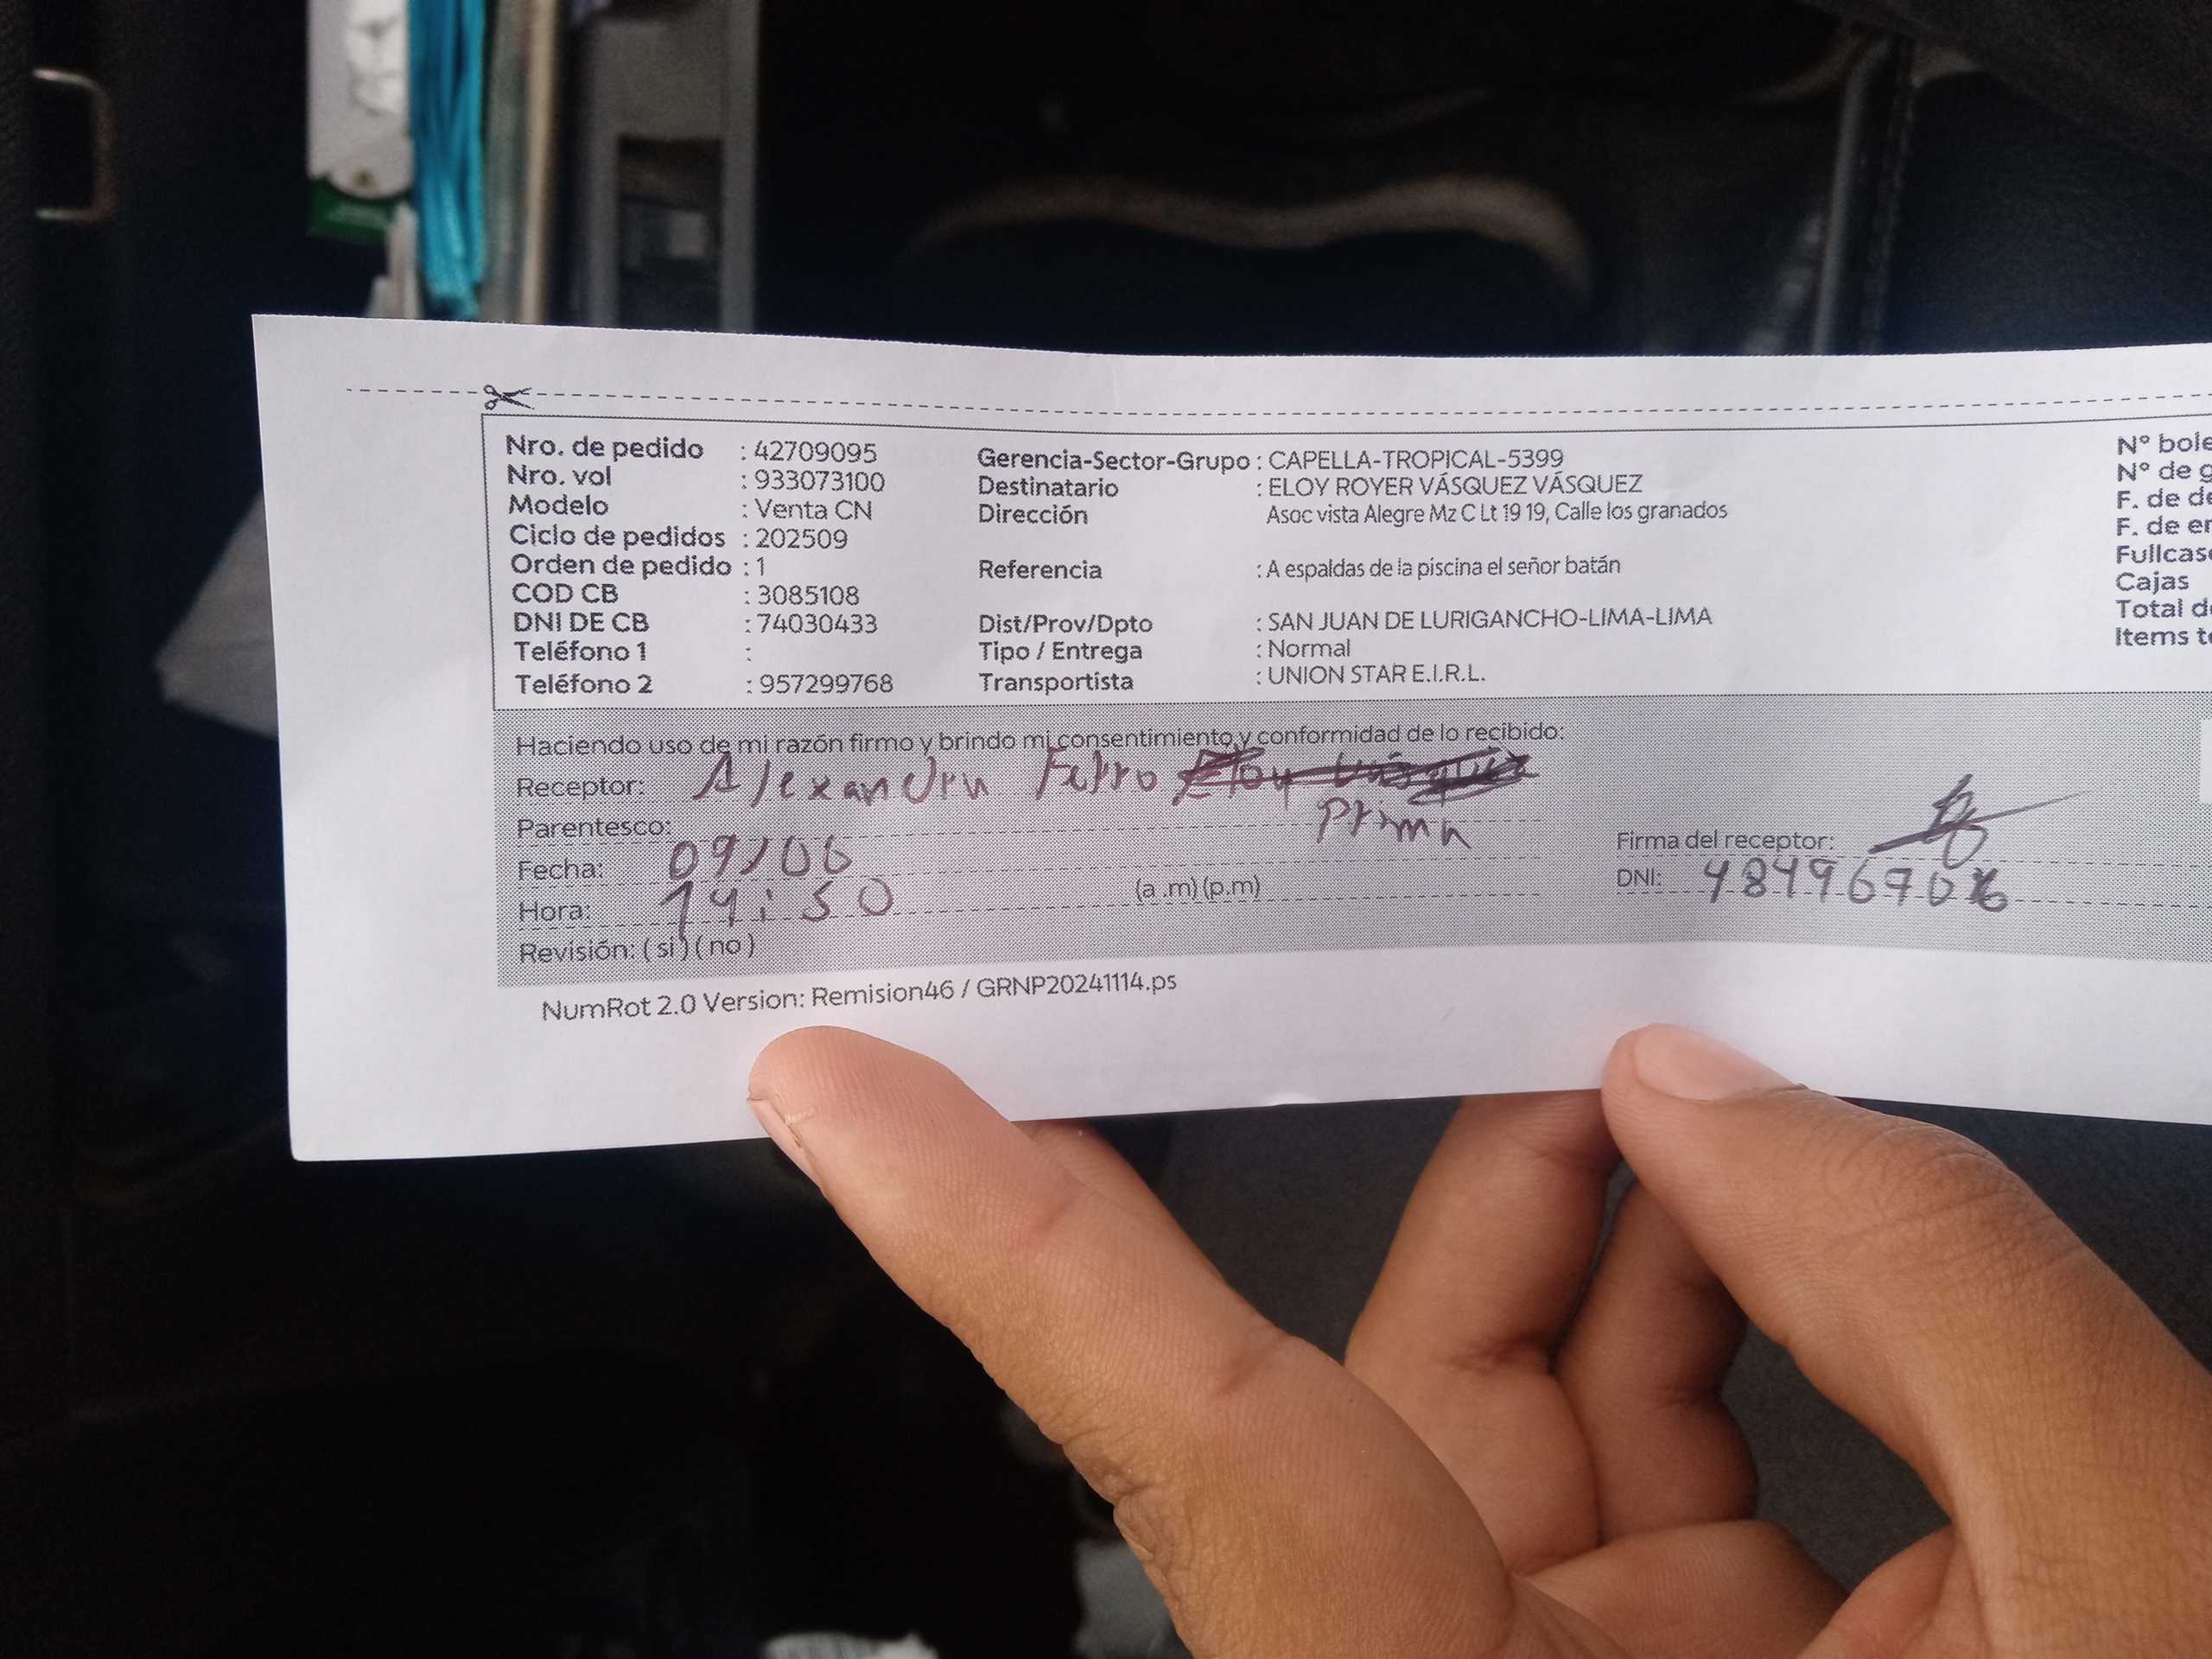 Nro. de pedido : 42709095
Nro. vol : 933073100
Modelo : Venta CN
Ciclo de pedidos : 202509
Orden de pedido : 1
COD CB : 3085108
DNI DE CB : 74030433
Teléfono 1 :
Teléfono 2 : 957299768
Gerencia-Sector-Grupo : CAPELLA-TROPICAL-5399
Destinatario : ELOY ROYER VÁSQUEZ VÁSQUEZ
Dirección Asoc vista Alegre Mz C Lt 19 19, Calle los granados
Referencia : A espaldas de la piscina el señor batán
Dist/Prov/Dpto : SAN JUAN DE LURIGANCHO-LIMA-LIMA
Tipo / Entrega : Normal
Transportista : UNION STAR E.I.R.L.
N° bole
N° de g
F. de de
F. de en
Fullcas
Cajas
Total d
Items t
Haciendo uso de mi razón firmo y brindo mi consentimiento y conformidad de lo recibido:
Receptor: Alexandra Ferro
Parentesco: Prima
Fecha: 09/06
Hora: 14:50 (a .m) (p.m)
Revisión: ( si ) ( no )
Firma del receptor:
DNI: 48496706
NumRot 2.0 Version: Remision46 / GRNP20241114.ps